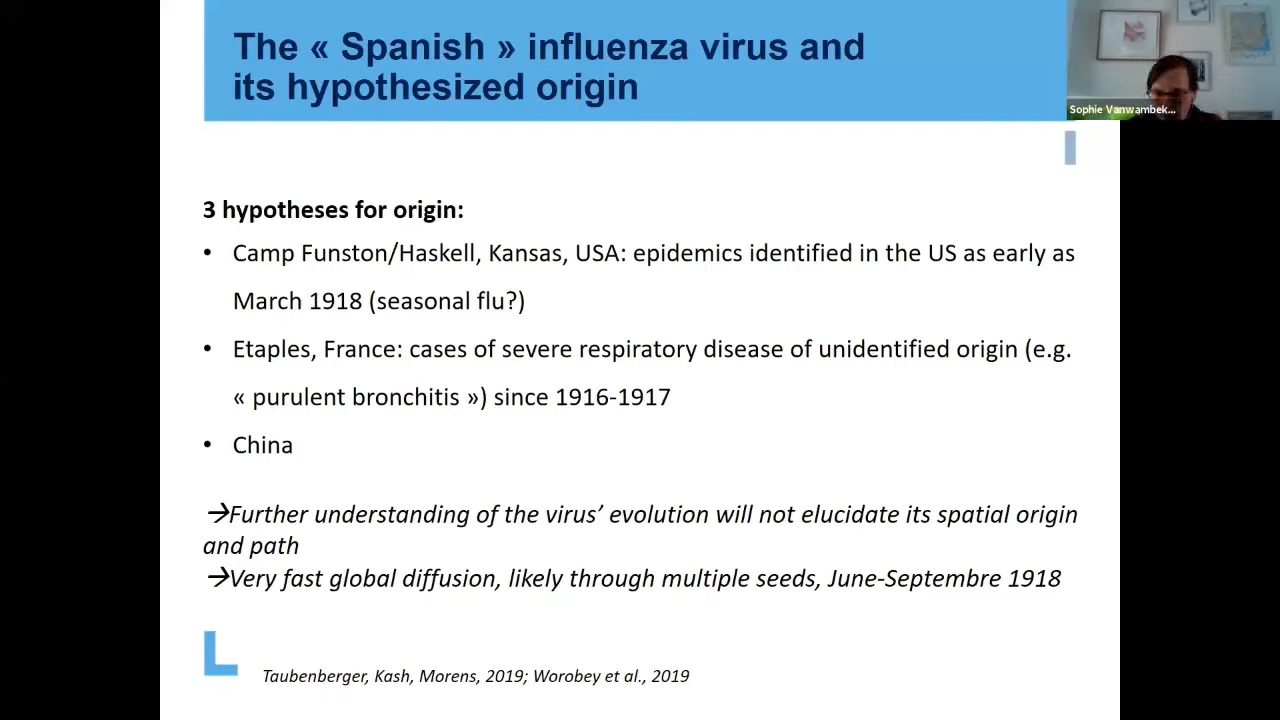 The « Spanish » influenza virus and
its hypothesized origin
Sophie Vanwambek...
3 hypotheses for origin:
• Camp Funston/Haskell, Kansas, USA: epidemics identified in the US as early as
March 1918 (seasonal flu?)
• Etaples, France: cases of severe respiratory disease of unidentified origin (e.g.
« purulent bronchitis ») since 1916-1917
• China
→Further understanding of the virus’ evolution will not elucidate its spatial origin
and path
→Very fast global diffusion, likely through multiple seeds, June-Septembre 1918
Taubenberger, Kash, Morens, 2019; Worobey et al., 2019